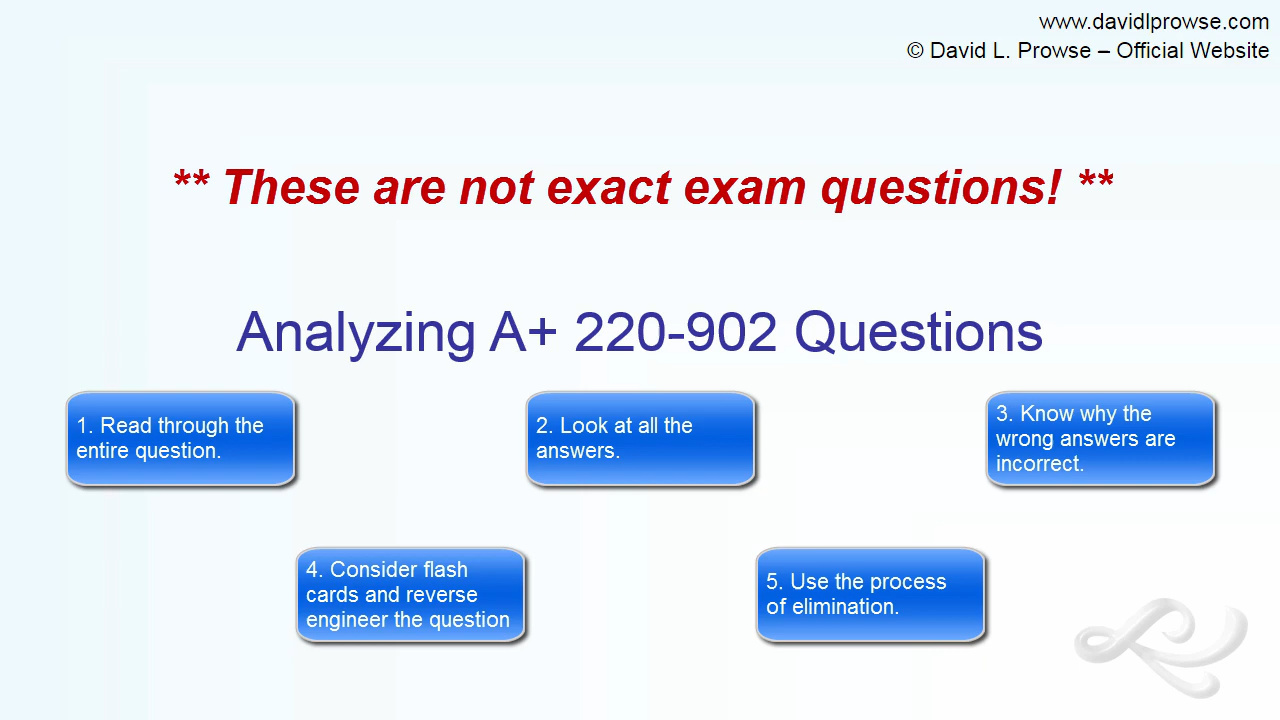 www.davidlprowse.com
© David L. Prowse – Official Website
** These are not exact exam questions! **
Analyzing A+ 220-902 Questions
1. Read through the
entire question.
2. Look at all the
answers.
3. Know why the
wrong answers are
incorrect.
4. Consider flash
cards and reverse
engineer the question
5. Use the process
of elimination.